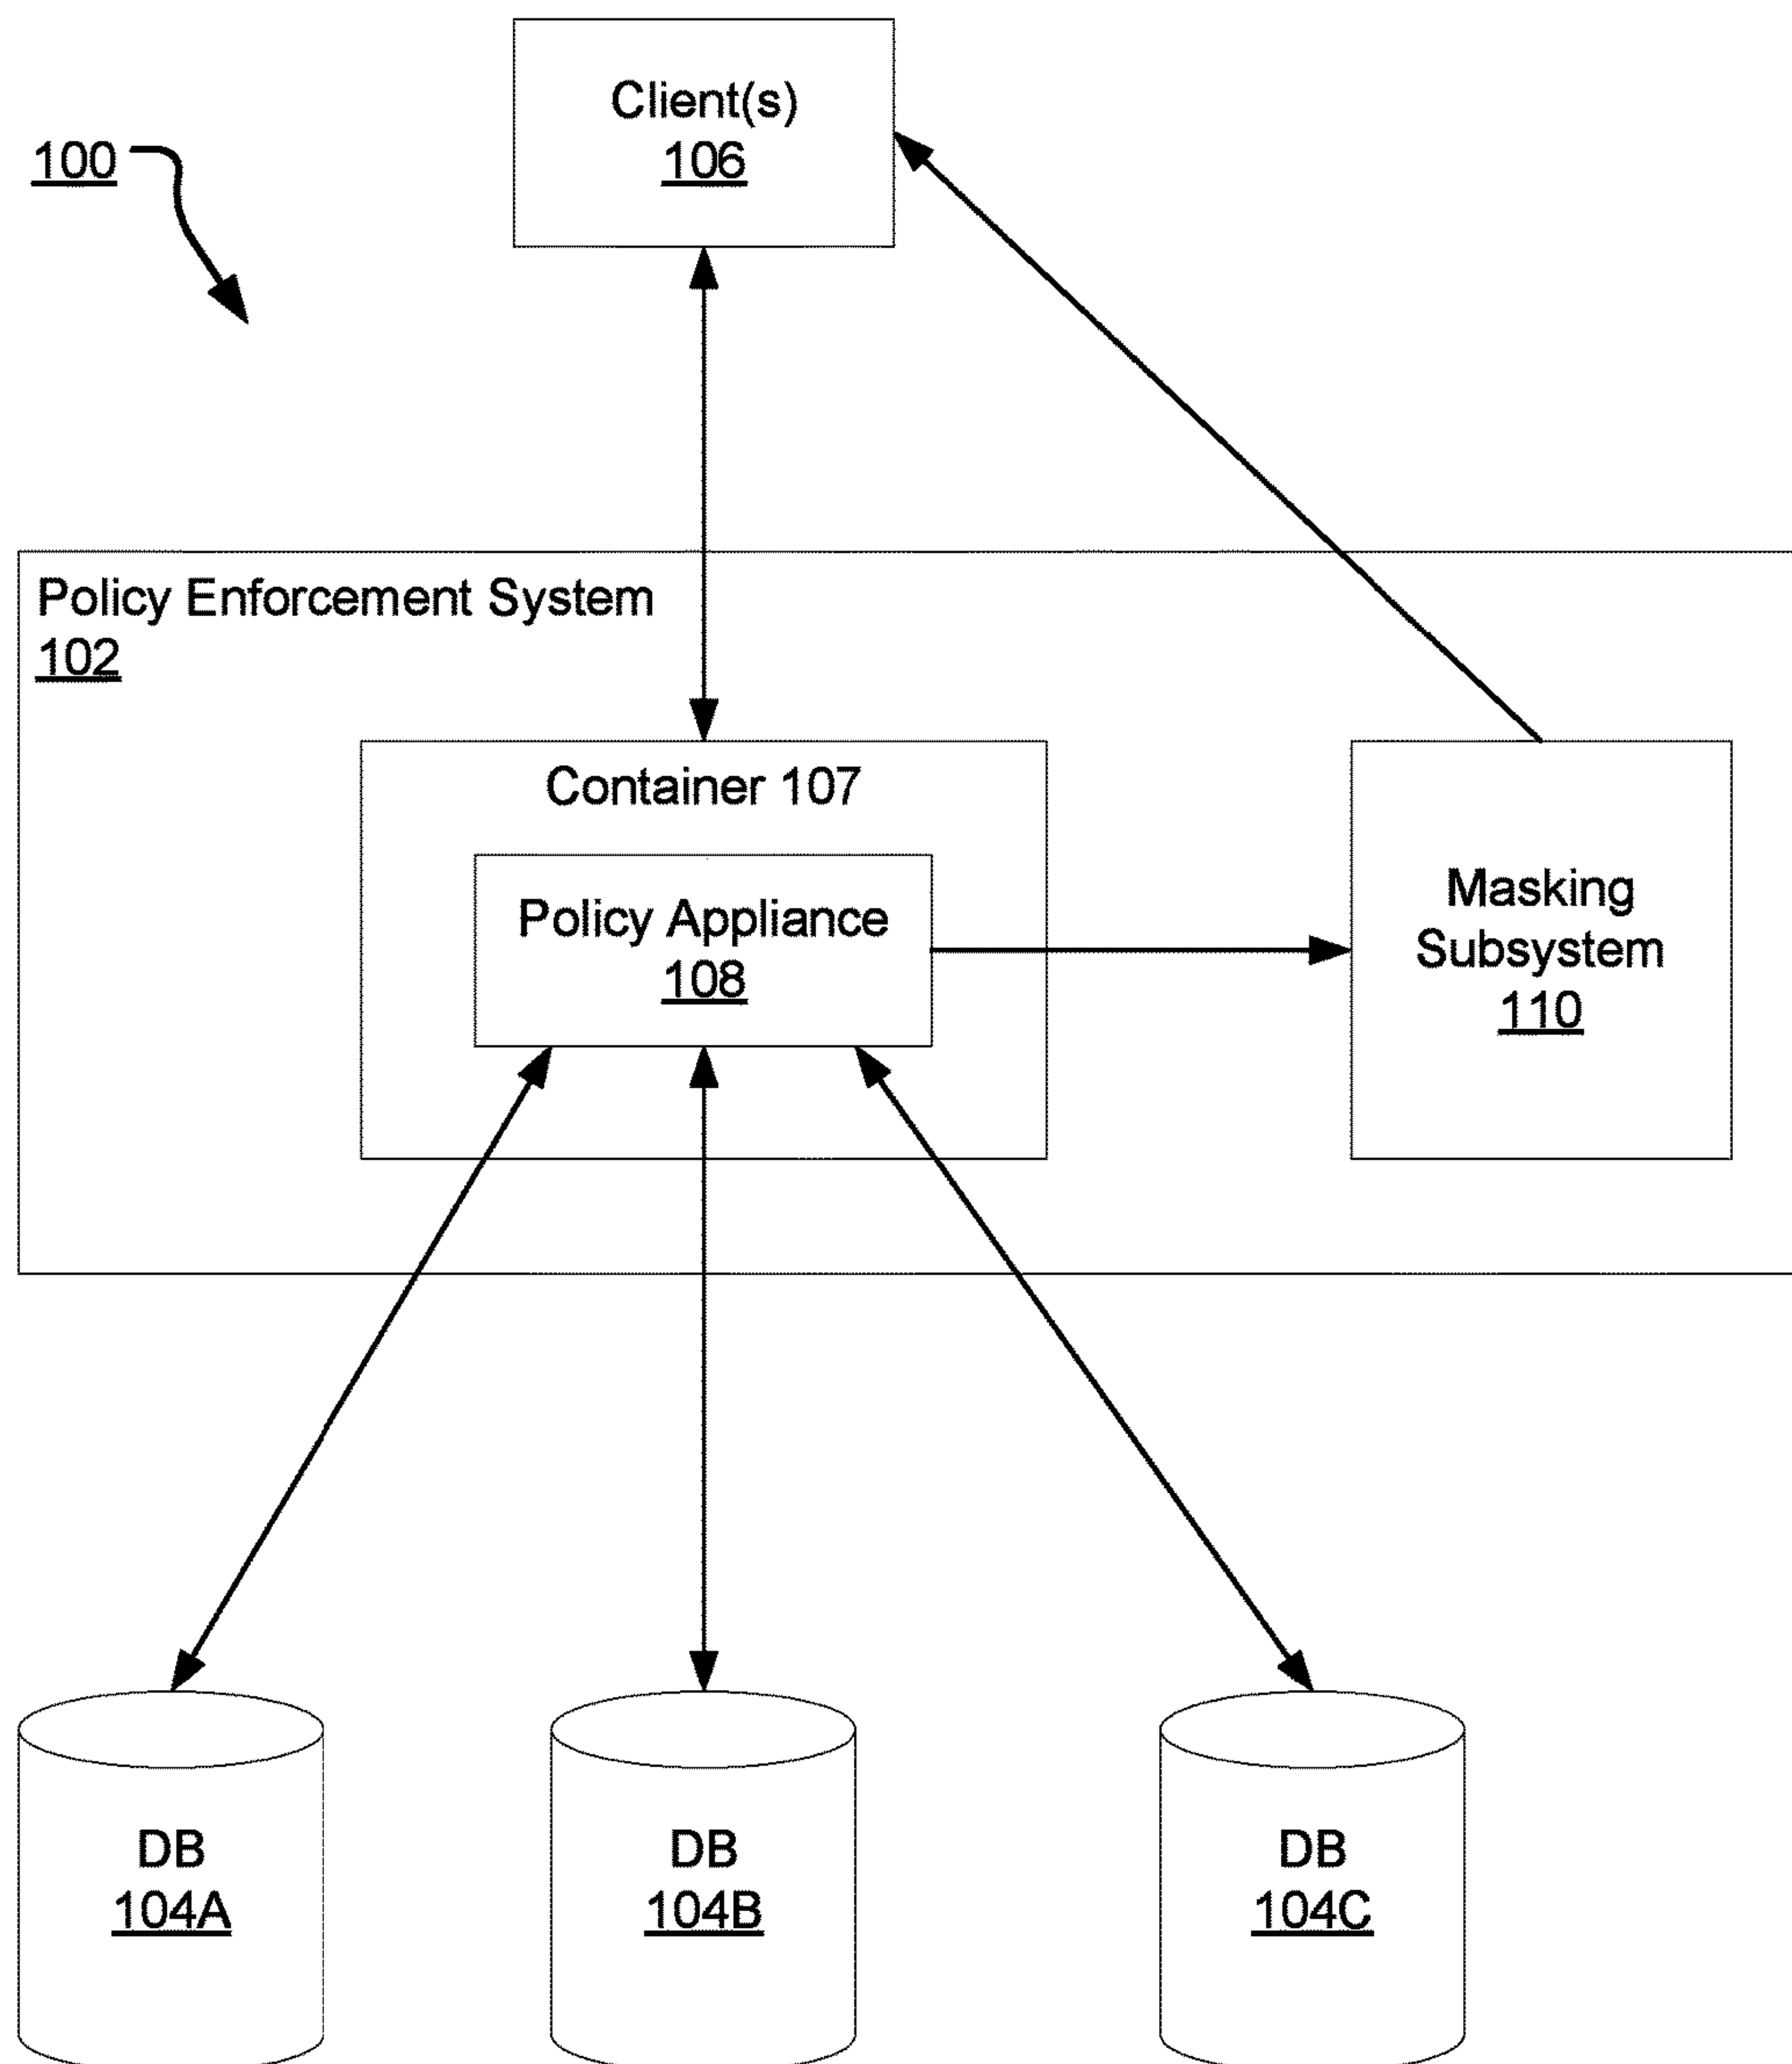 Client(s)
106
100
Policy Enforcement System
102
Container 107
Policy Appliance
108
Masking
Subsystem
110
DB
104A
DB
104B
DB
104C